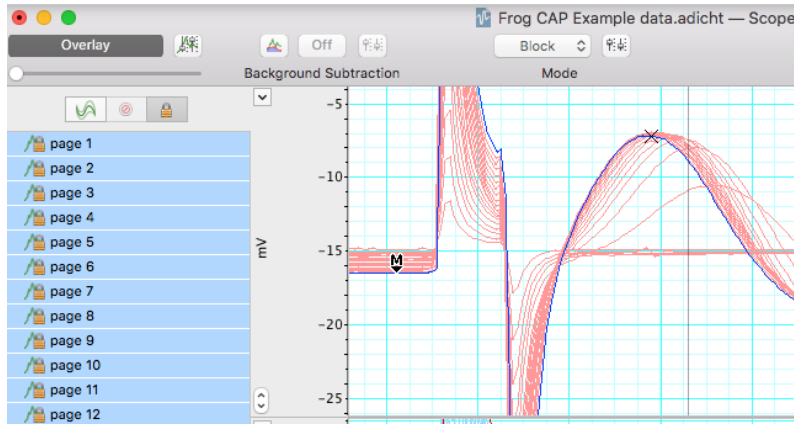 Frog CAP Example data.adicht — Scope
Overlay
Off
Block
Background Subtraction
Mode
-5
-10
-15
-20
-25
mV
M
page 1
page 2
page 3
page 4
page 5
page 6
page 7
page 8
page 9
page 10
page 11
page 12